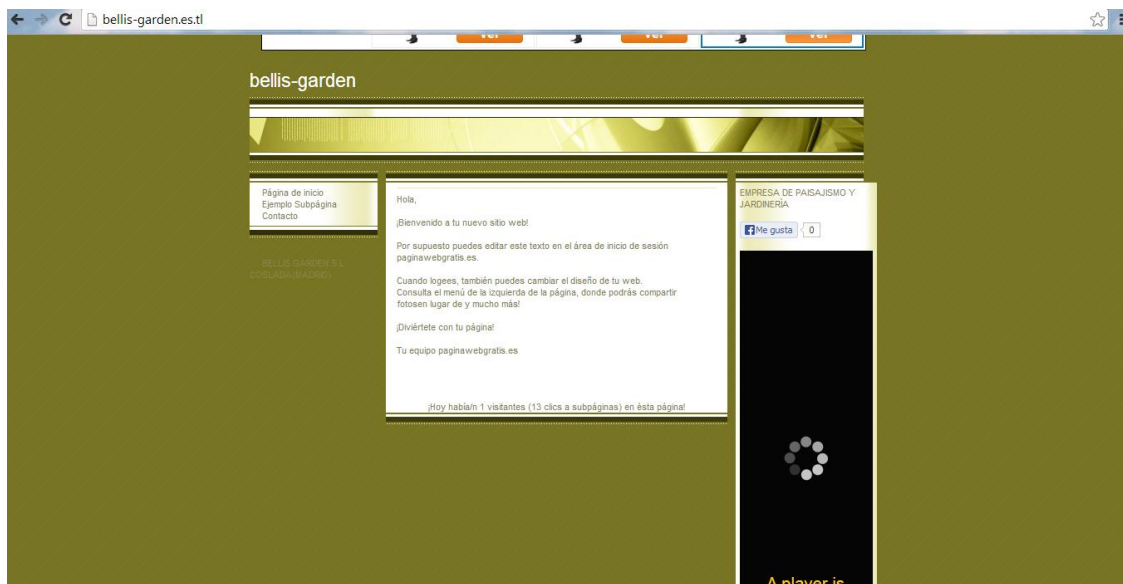 bellis-garden.es.tl
ver ver ver
bellis-garden
Página de inicio
Ejemplo Subpágina
Contacto
BELLIS GARDEN S.L
COSLADA(MADRID)
Hola,
¡Bienvenido a tu nuevo sitio web!
Por supuesto puedes editar este texto en el área de inicio de sesión
paginawebgratis.es.
Cuando logees, también puedes cambiar el diseño de tu web.
Consulta el menú de la izquierda de la página, donde podrás compartir
fotosen lugar de y mucho más!
¡Diviértete con tu página!
Tu equipo paginawebgratis.es
¡Hoy había/n 1 visitantes (13 clics a subpáginas) en ésta página!
EMPRESA DE PAISAJISMO Y
JARDINERÍA
Me gusta 0
A player is